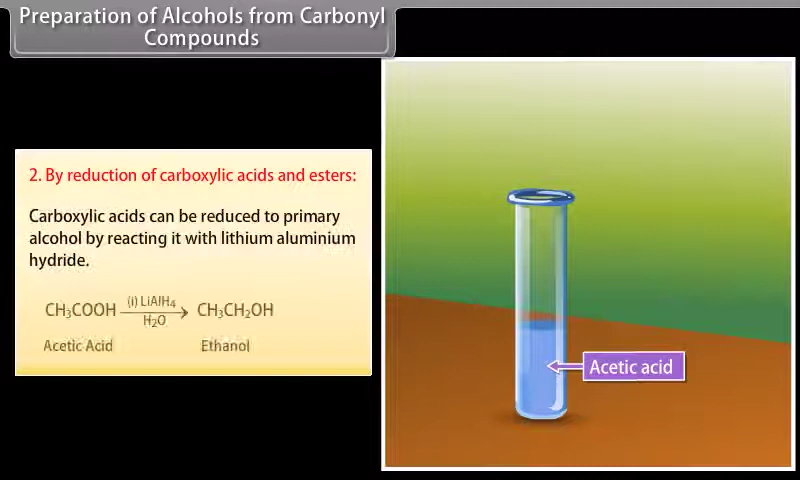 Preparation of Alcohols from Carbonyl
Compounds
2. By reduction of carboxylic acids and esters:
Carboxylic acids can be reduced to primary
alcohol by reacting it with lithium aluminium
hydride.
CH₃COOH (i) LiAlH₄ H₂O → CH₃CH₂OH
Acetic Acid Ethanol
Acetic acid